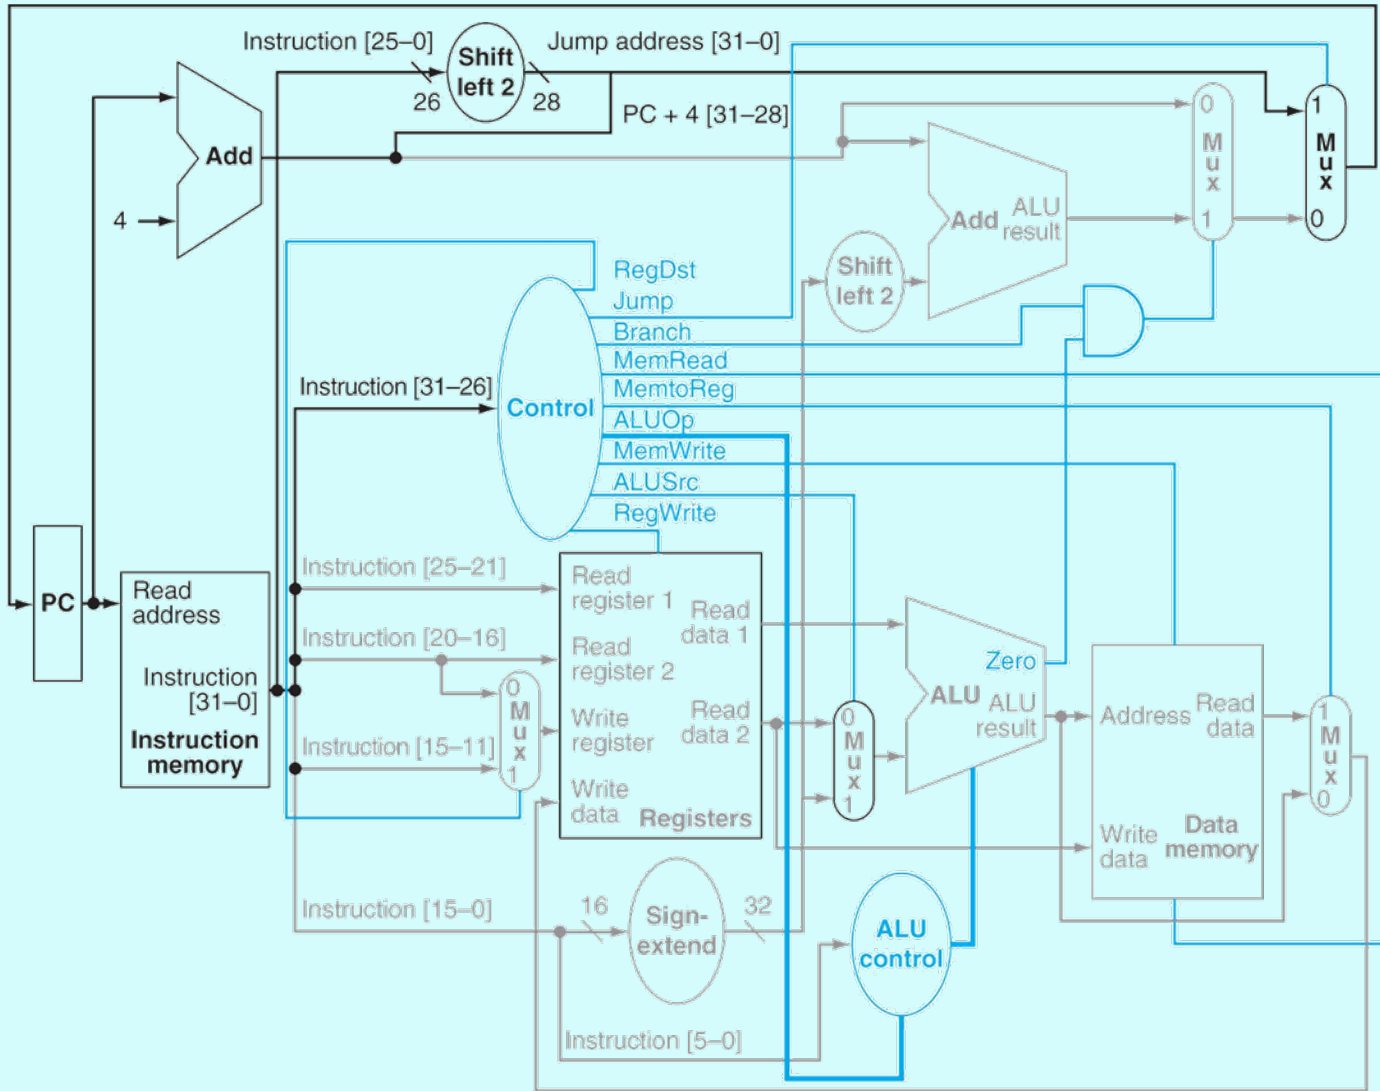 Instruction [25–0]
Shift
left 2
Jump address [31–0]
26
28
PC + 4 [31–28]
0
M
u
x
1
1
M
u
x
0
Add
4
Add
ALU
result
Shift
left 2
RegDst
Jump
Branch
MemRead
MemtoReg
ALUOp
MemWrite
ALUSrc
RegWrite
Instruction [31–26]
Control
PC
Read
address
Instruction
[31–0]
Instruction
memory
Instruction [25–21]
Instruction [20–16]
Instruction [15–11]
0
M
u
x
1
Read
register 1
Read
register 2
Write
register
Write
data
Read
data 1
Read
data 2
Registers
0
M
u
x
1
Zero
ALU
ALU
result
Address
Read
data
Write
data
Data
memory
1
M
u
x
0
Instruction [15–0]
16
Sign-
extend
32
ALU
control
Instruction [5–0]